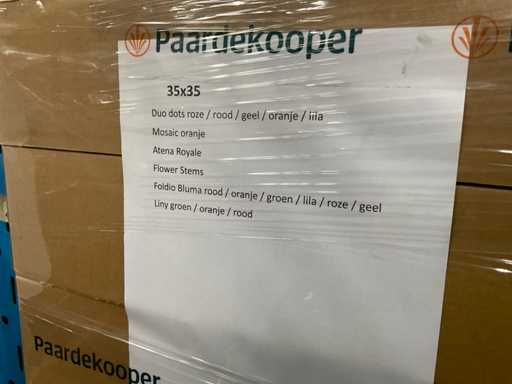 Paardekooper
35x35
Duo dots roze / rood / geel / oranje / lila
Mosaic oranje
Atena Royale
Flower Stems
Foldio Bluma rood / oranje / groen / lila / roze / geel
Liny groen / oranje / rood
Paardekooper